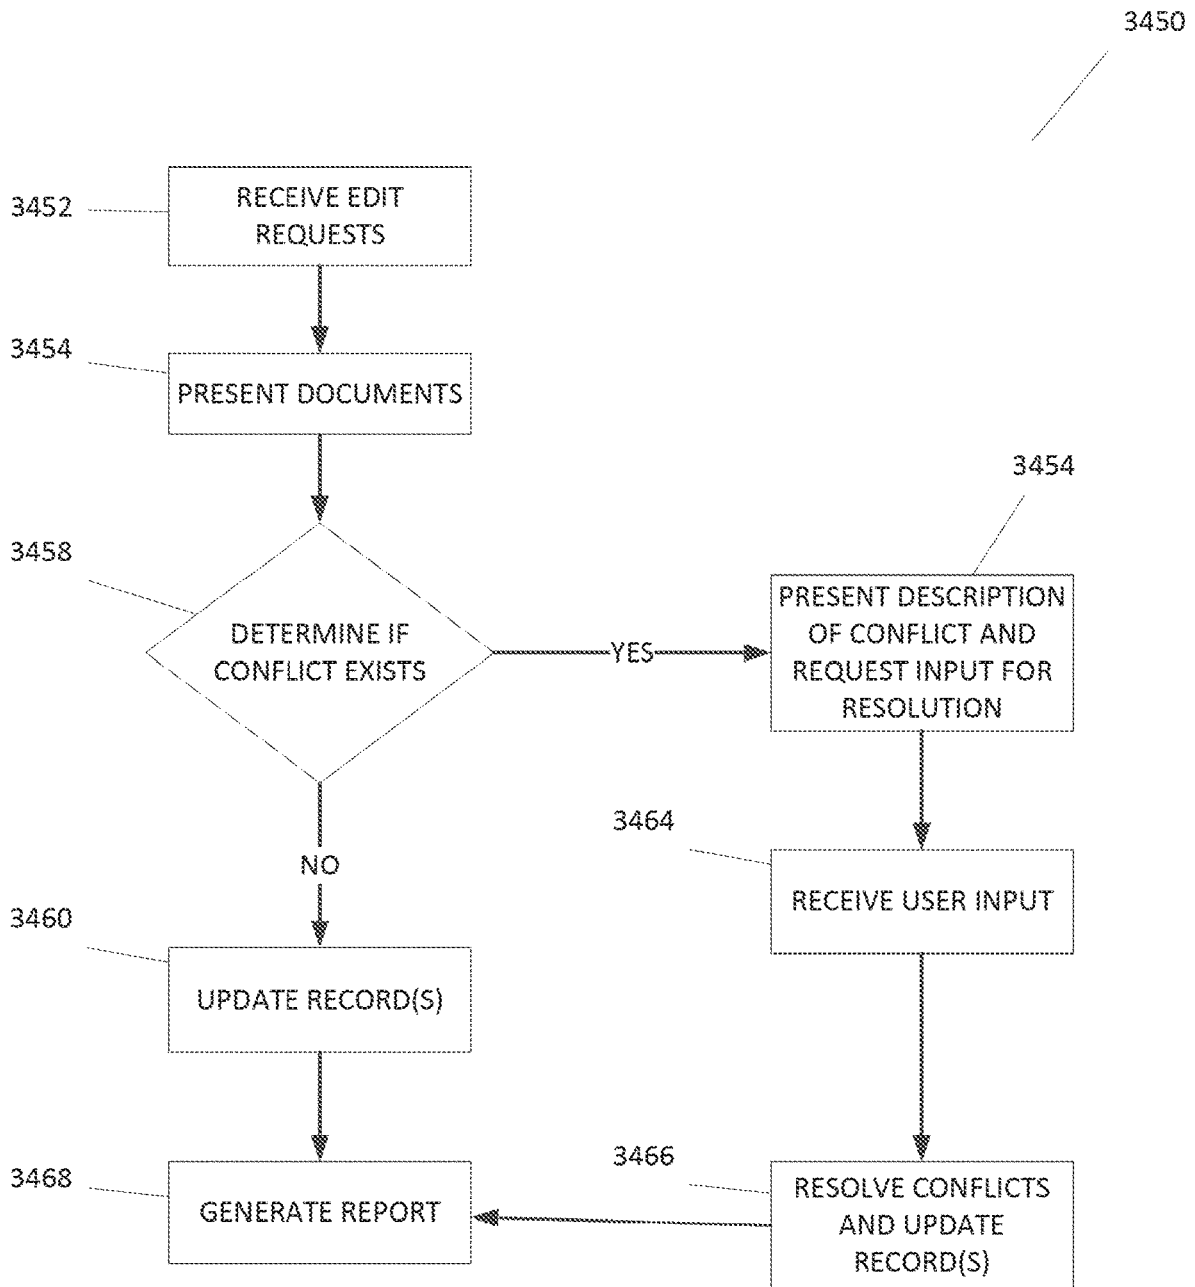 3450
3452
RECEIVE EDIT
REQUESTS
3454
PRESENT DOCUMENTS
3458
DETERMINE IF
CONFLICT EXISTS
YES
3454
PRESENT DESCRIPTION
OF CONFLICT AND
REQUEST INPUT FOR
RESOLUTION
NO
3464
RECEIVE USER INPUT
3460
UPDATE RECORD(S)
3468
GENERATE REPORT
3466
RESOLVE CONFLICTS
AND UPDATE
RECORD(S)